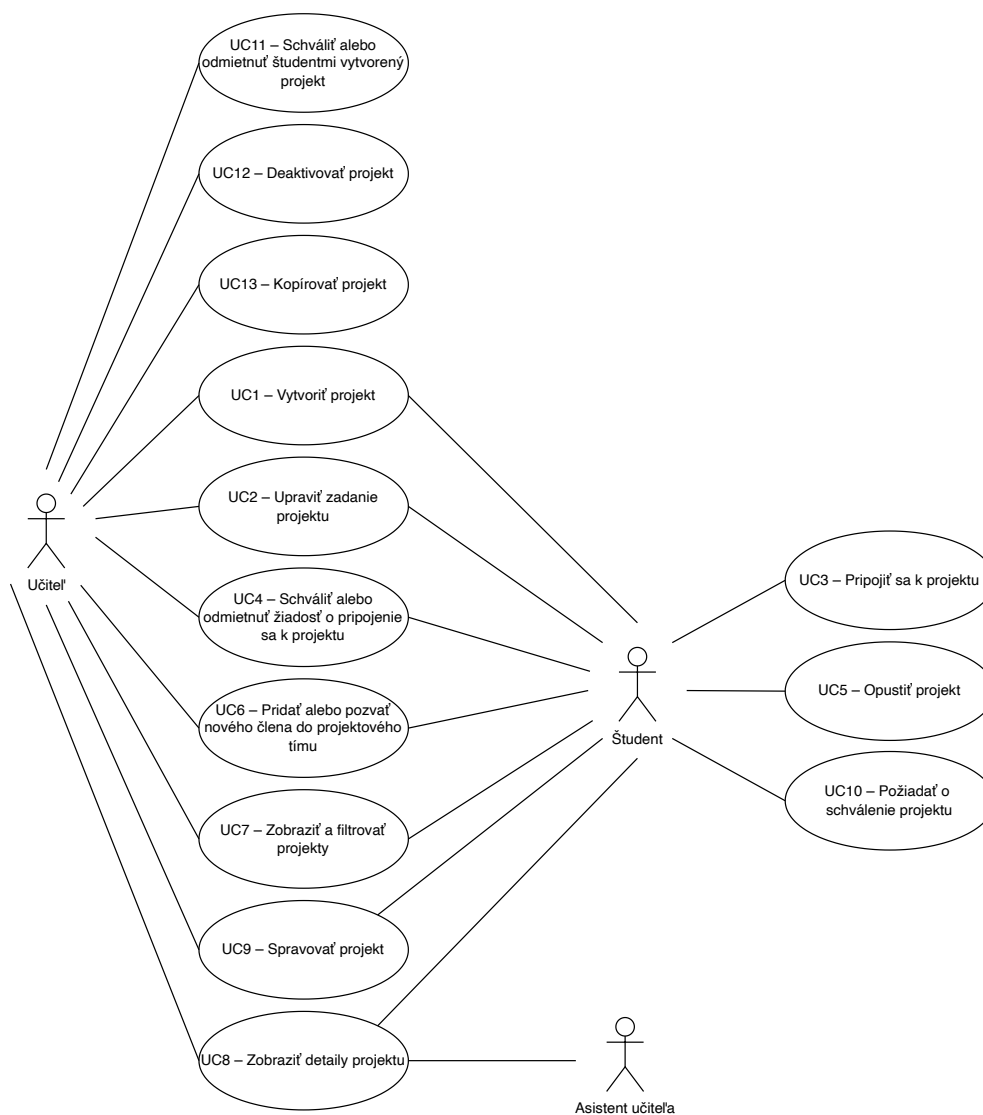 UC11 – Schváliť alebo
odmietnuť študentmi vytvorený
projekt
UC12 – Deaktivovať projekt
UC13 – Kopírovať projekt
UC1 – Vytvoriť projekt
UC2 – Upraviť zadanie
projektu
Učiteľ
UC4 – Schváliť alebo
odmietnuť žiadosť o pripojenie
sa k projektu
UC3 – Pripojiť sa k projektu
UC6 – Pridať alebo pozvať
nového člena do projektového
tímu
UC5 – Opustiť projekt
Študent
UC10 – Požiadať o
schválenie projektu
UC7 – Zobraziť a filtrovať
projekty
UC9 – Spravovať projekt
UC8 – Zobraziť detaily projektu
Asistent učiteľa